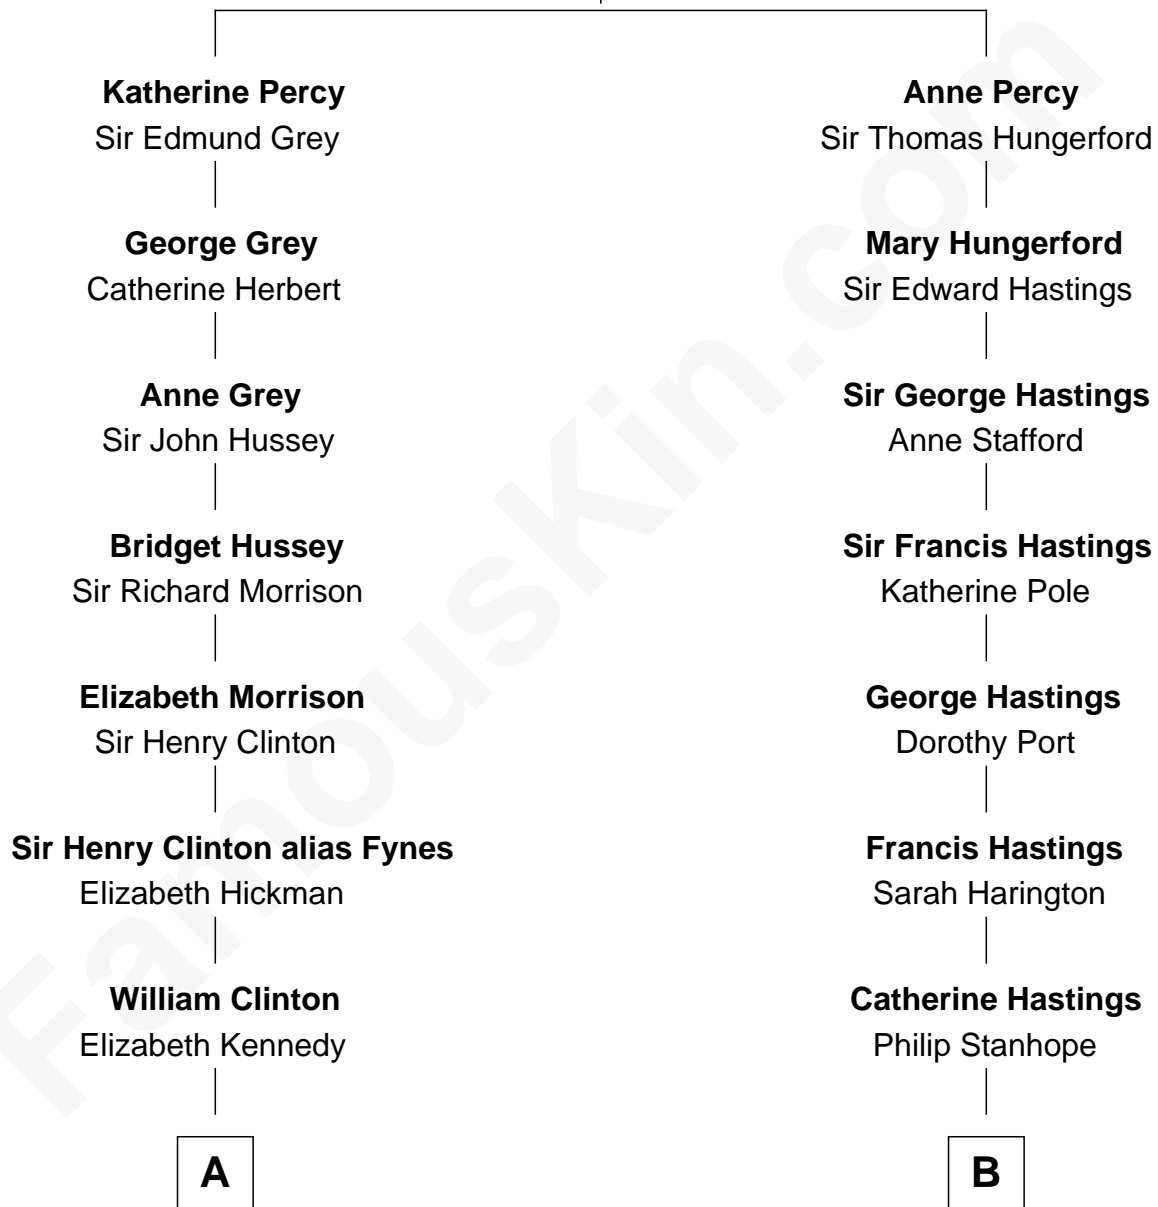 Katherine Percy
Sir Edmund Grey
George Grey
Catherine Herbert
Anne Grey
Sir John Hussey
Bridget Hussey
Sir Richard Morrison
Elizabeth Morrison
Sir Henry Clinton
Sir Henry Clinton alias Fynes
Elizabeth Hickman
William Clinton
Elizabeth Kennedy
A
Anne Percy
Sir Thomas Hungerford
Mary Hungerford
Sir Edward Hastings
Sir George Hastings
Anne Stafford
Sir Francis Hastings
Katherine Pole
George Hastings
Dorothy Port
Francis Hastings
Sarah Harington
Catherine Hastings
Philip Stanhope
B
FamousKin.com